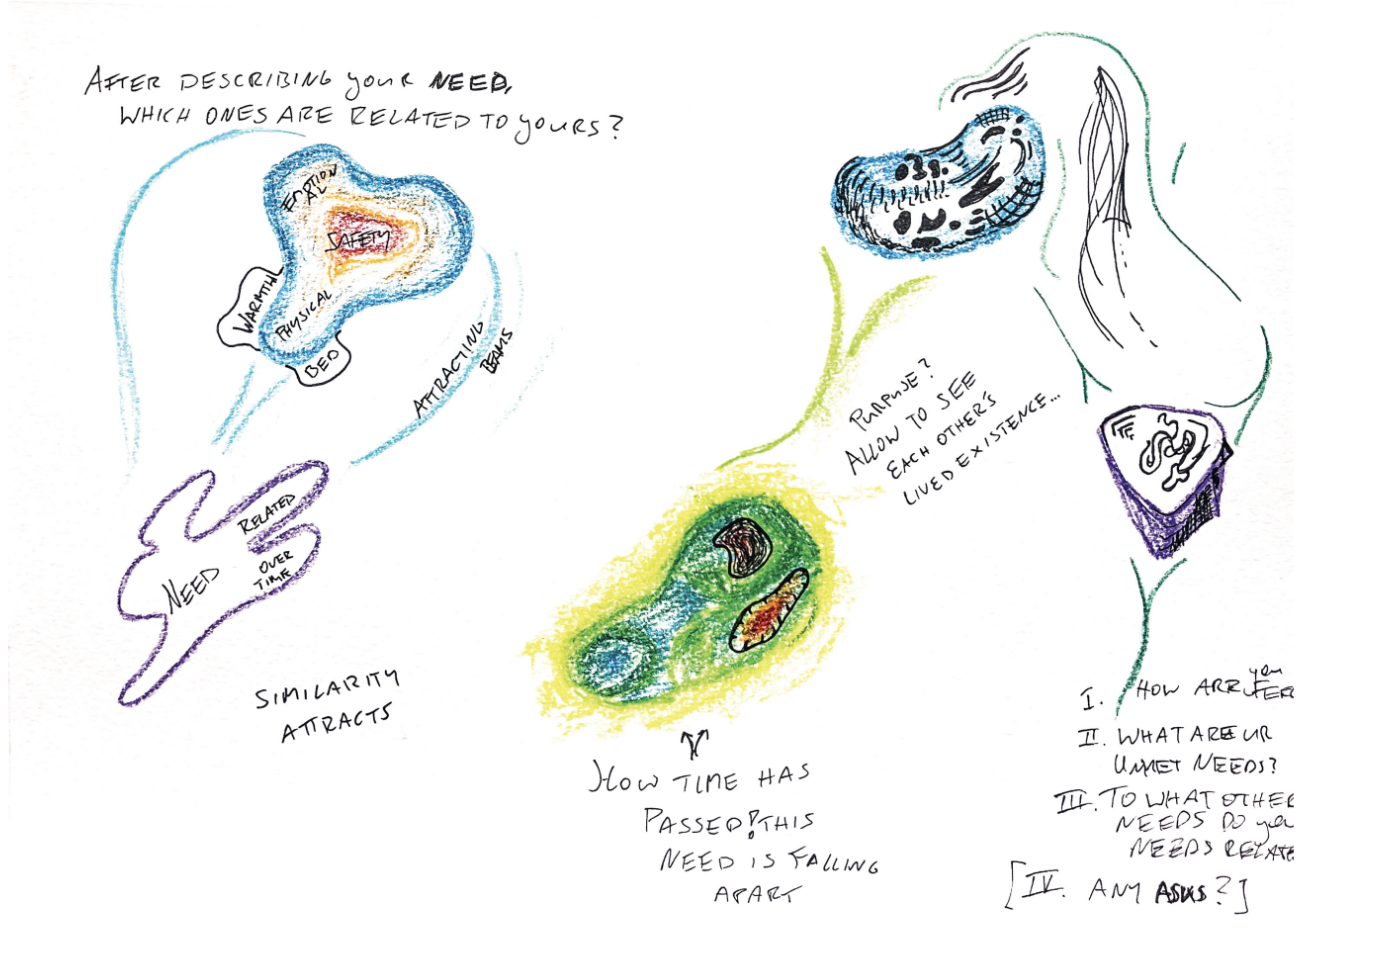 AFTER DESCRIBING your NEED,
WHICH ONES ARE RELATED TO yOURS?
EMOTION
AL
SAFETY
WARMTH
PHYSICAL
BED
ATTRACTING
BEAMS
RELATED
NEED
OVER
TIME
SIMILARITY
ATTRACTS
PURPOSE?
ALLOW TO SEE
EACH OTHER'S
LIVED EXISTENCE...
HOW TIME HAS
PASSED! THIS
NEED IS FALLING
APART
I. HOW ARE you FEE
II. WHAT ARE UR
UNMET NEEDS?
III. TO WHAT OTHER
NEEDS DO you
NEEDS RELATE
[IV. ANY ASKS?]